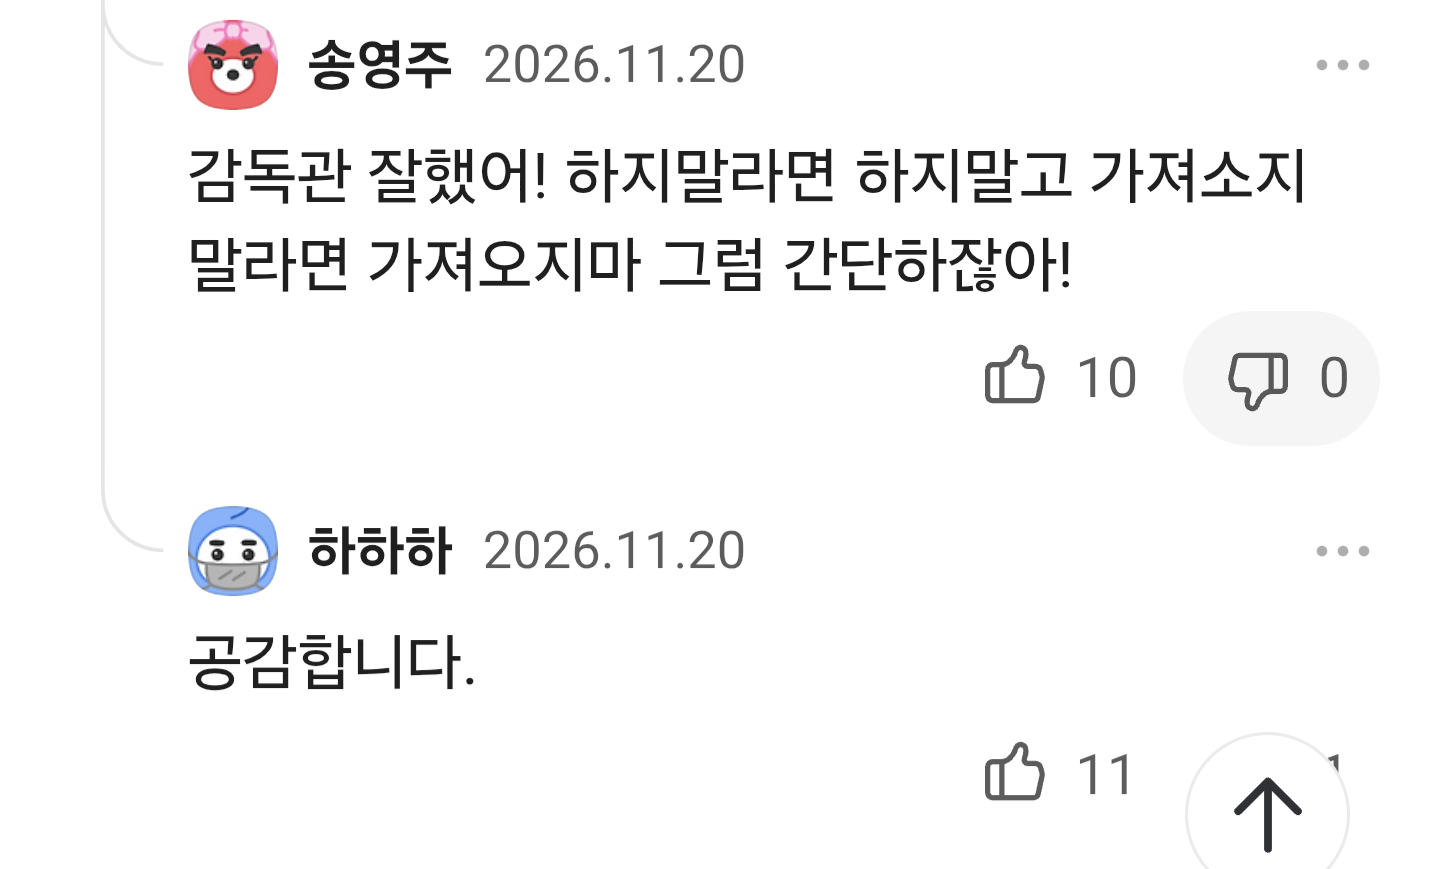 송영주 2026.11.20
감독관 잘했어! 하지말라면 하지말고 가져소지
말라면 가져오지마 그럼 간단하잖아!
10 0
하하하 2026.11.20
공감합니다.
11